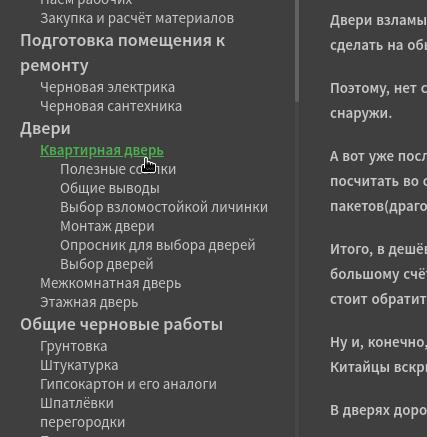 Наём рабочих
Закупка и расчёт материалов
Подготовка помещения к
ремонту
Черновая электрика
Черновая сантехника
Двери
Квартирная дверь
Полезные
Общие выводы
Выбор взломостойкой личинки
Монтаж двери
Опросник для выбора дверей
Выбор дверей
Межкомнатная дверь
Этажная дверь
Общие черновые работы
Грунтовка
Штукатурка
Гипсокартон и его аналоги
Шпатлёвки
перегородки
Двери взламы
сделать на об
Поэтому, нет с
снаружи.
А вот уже посл
посчитать во с
пакетов(драго
Итого, в дешёв
большому счё
стоит обратит
Ну и, конечно,
Китайцы вскр
В дверях доро